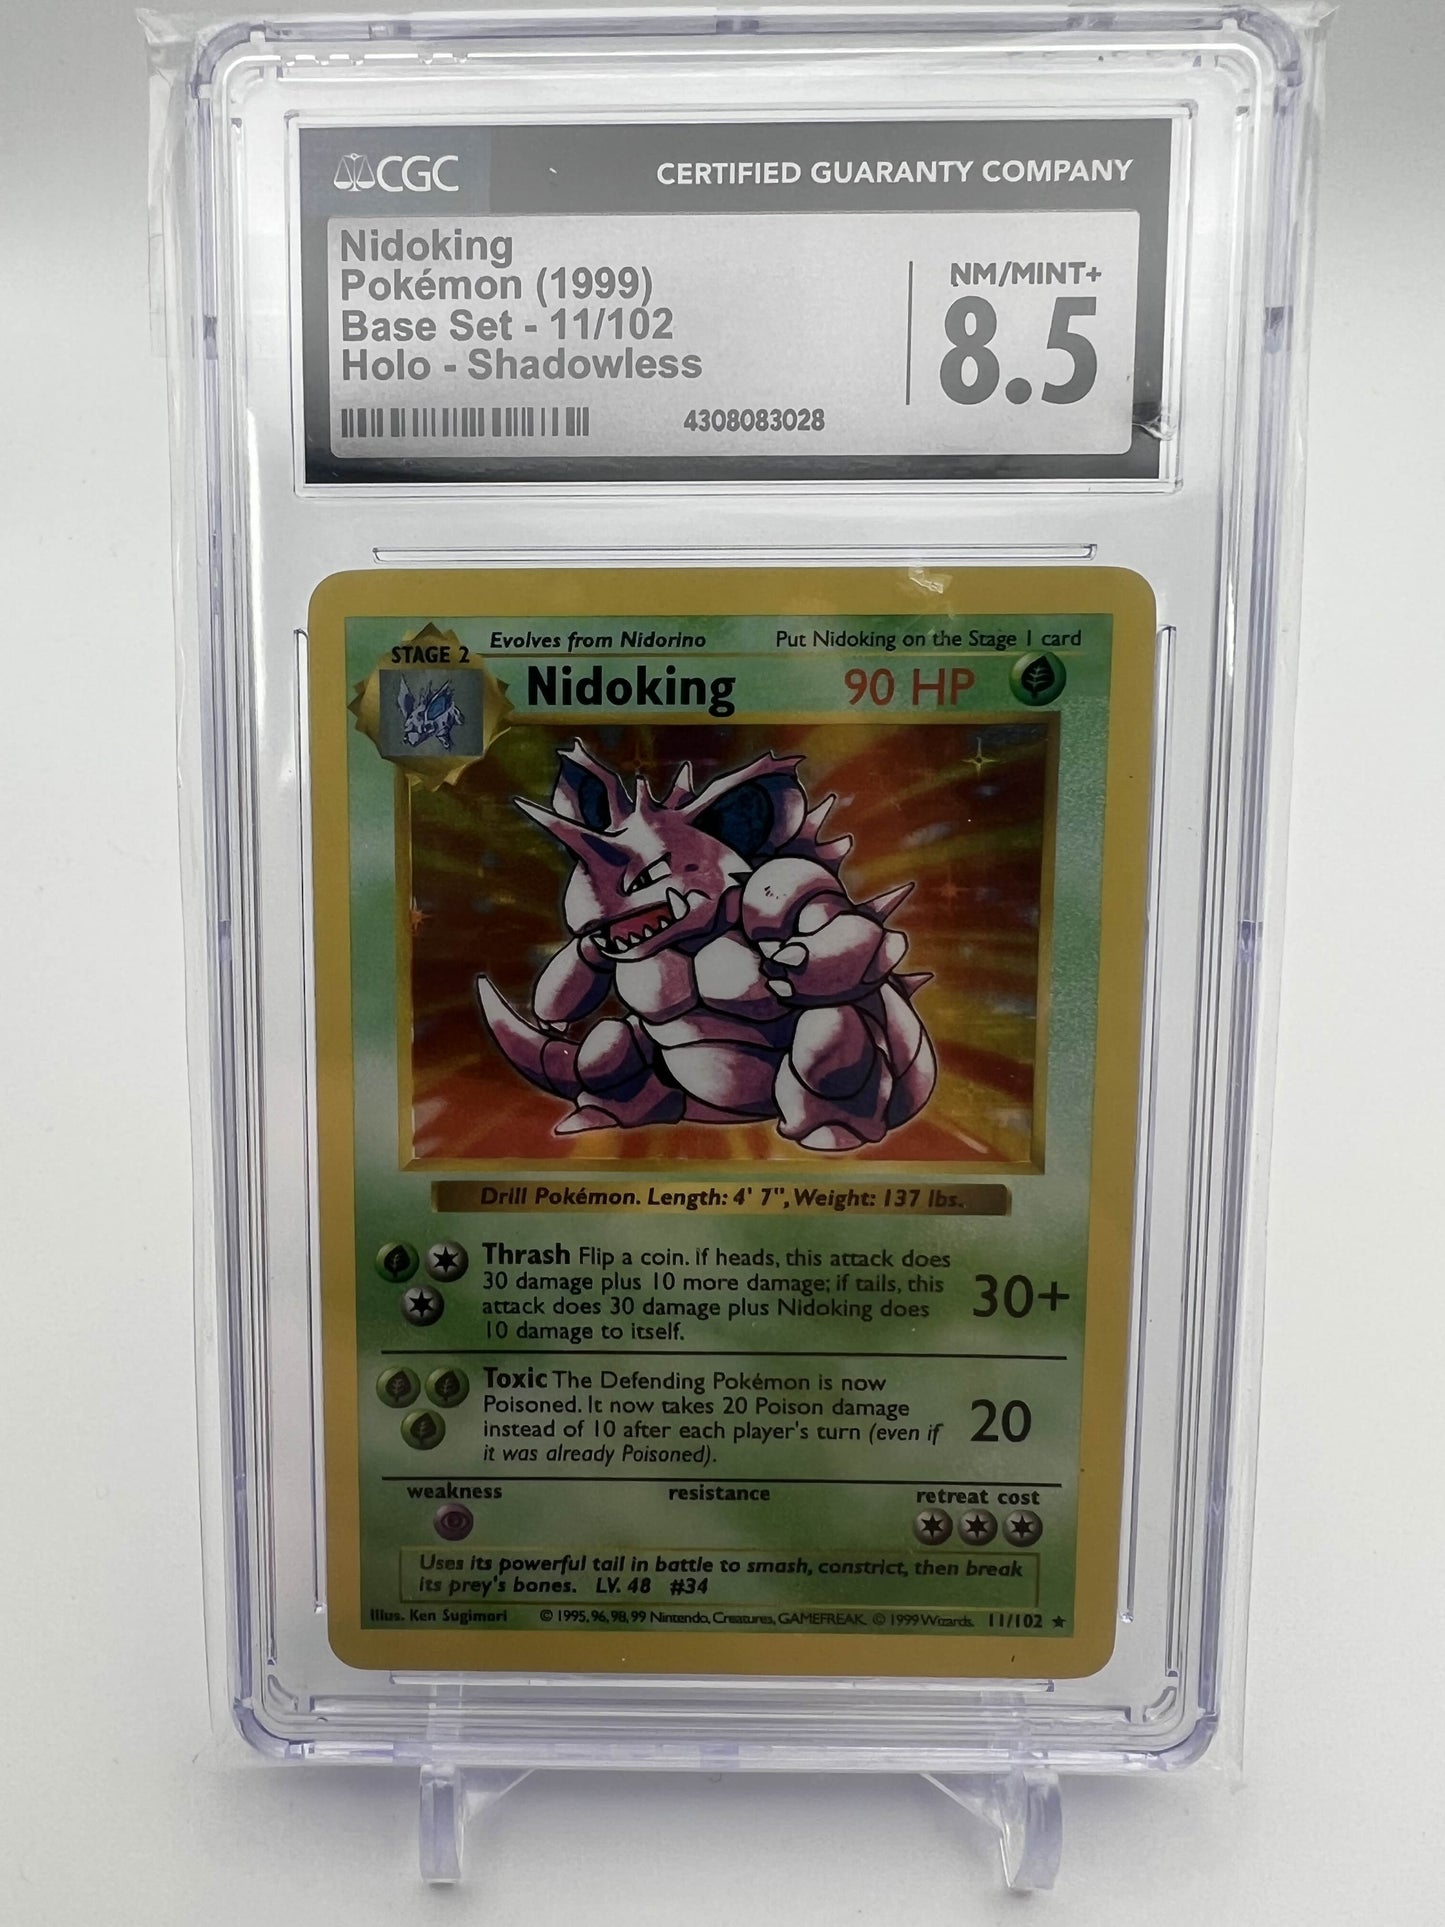 CGC
CERTIFIED GUARANTY COMPANY
Nidoking
Pokémon (1999)
Base Set - 11/102
Holo - Shadowless
NM/MINT+
8.5
4308083028
STAGE 2
Evolves from Nidorino
Put Nidoking on the Stage 1 card
Nidoking
90 HP
Drill Pokémon. Length: 4' 7", Weight: 137 lbs.
Thrash Flip a coin. If heads, this attack does
30 damage plus 10 more damage; if tails, this
attack does 30 damage plus Nidoking does
10 damage to itself.
30+
Toxic The Defending Pokémon is now
Poisoned. It now takes 20 Poison damage
instead of 10 after each player's turn (even if
it was already Poisoned).
20
weakness
resistance
retreat cost
Uses its powerful tail in battle to smash, constrict, then break
its prey's bones. LV. 48 #34
Illus. Ken Sugimori
© 1995, 96, 98, 99 Nintendo, Creatures, GAMEFREAK. © 1999 Wizards.
11/102 ★